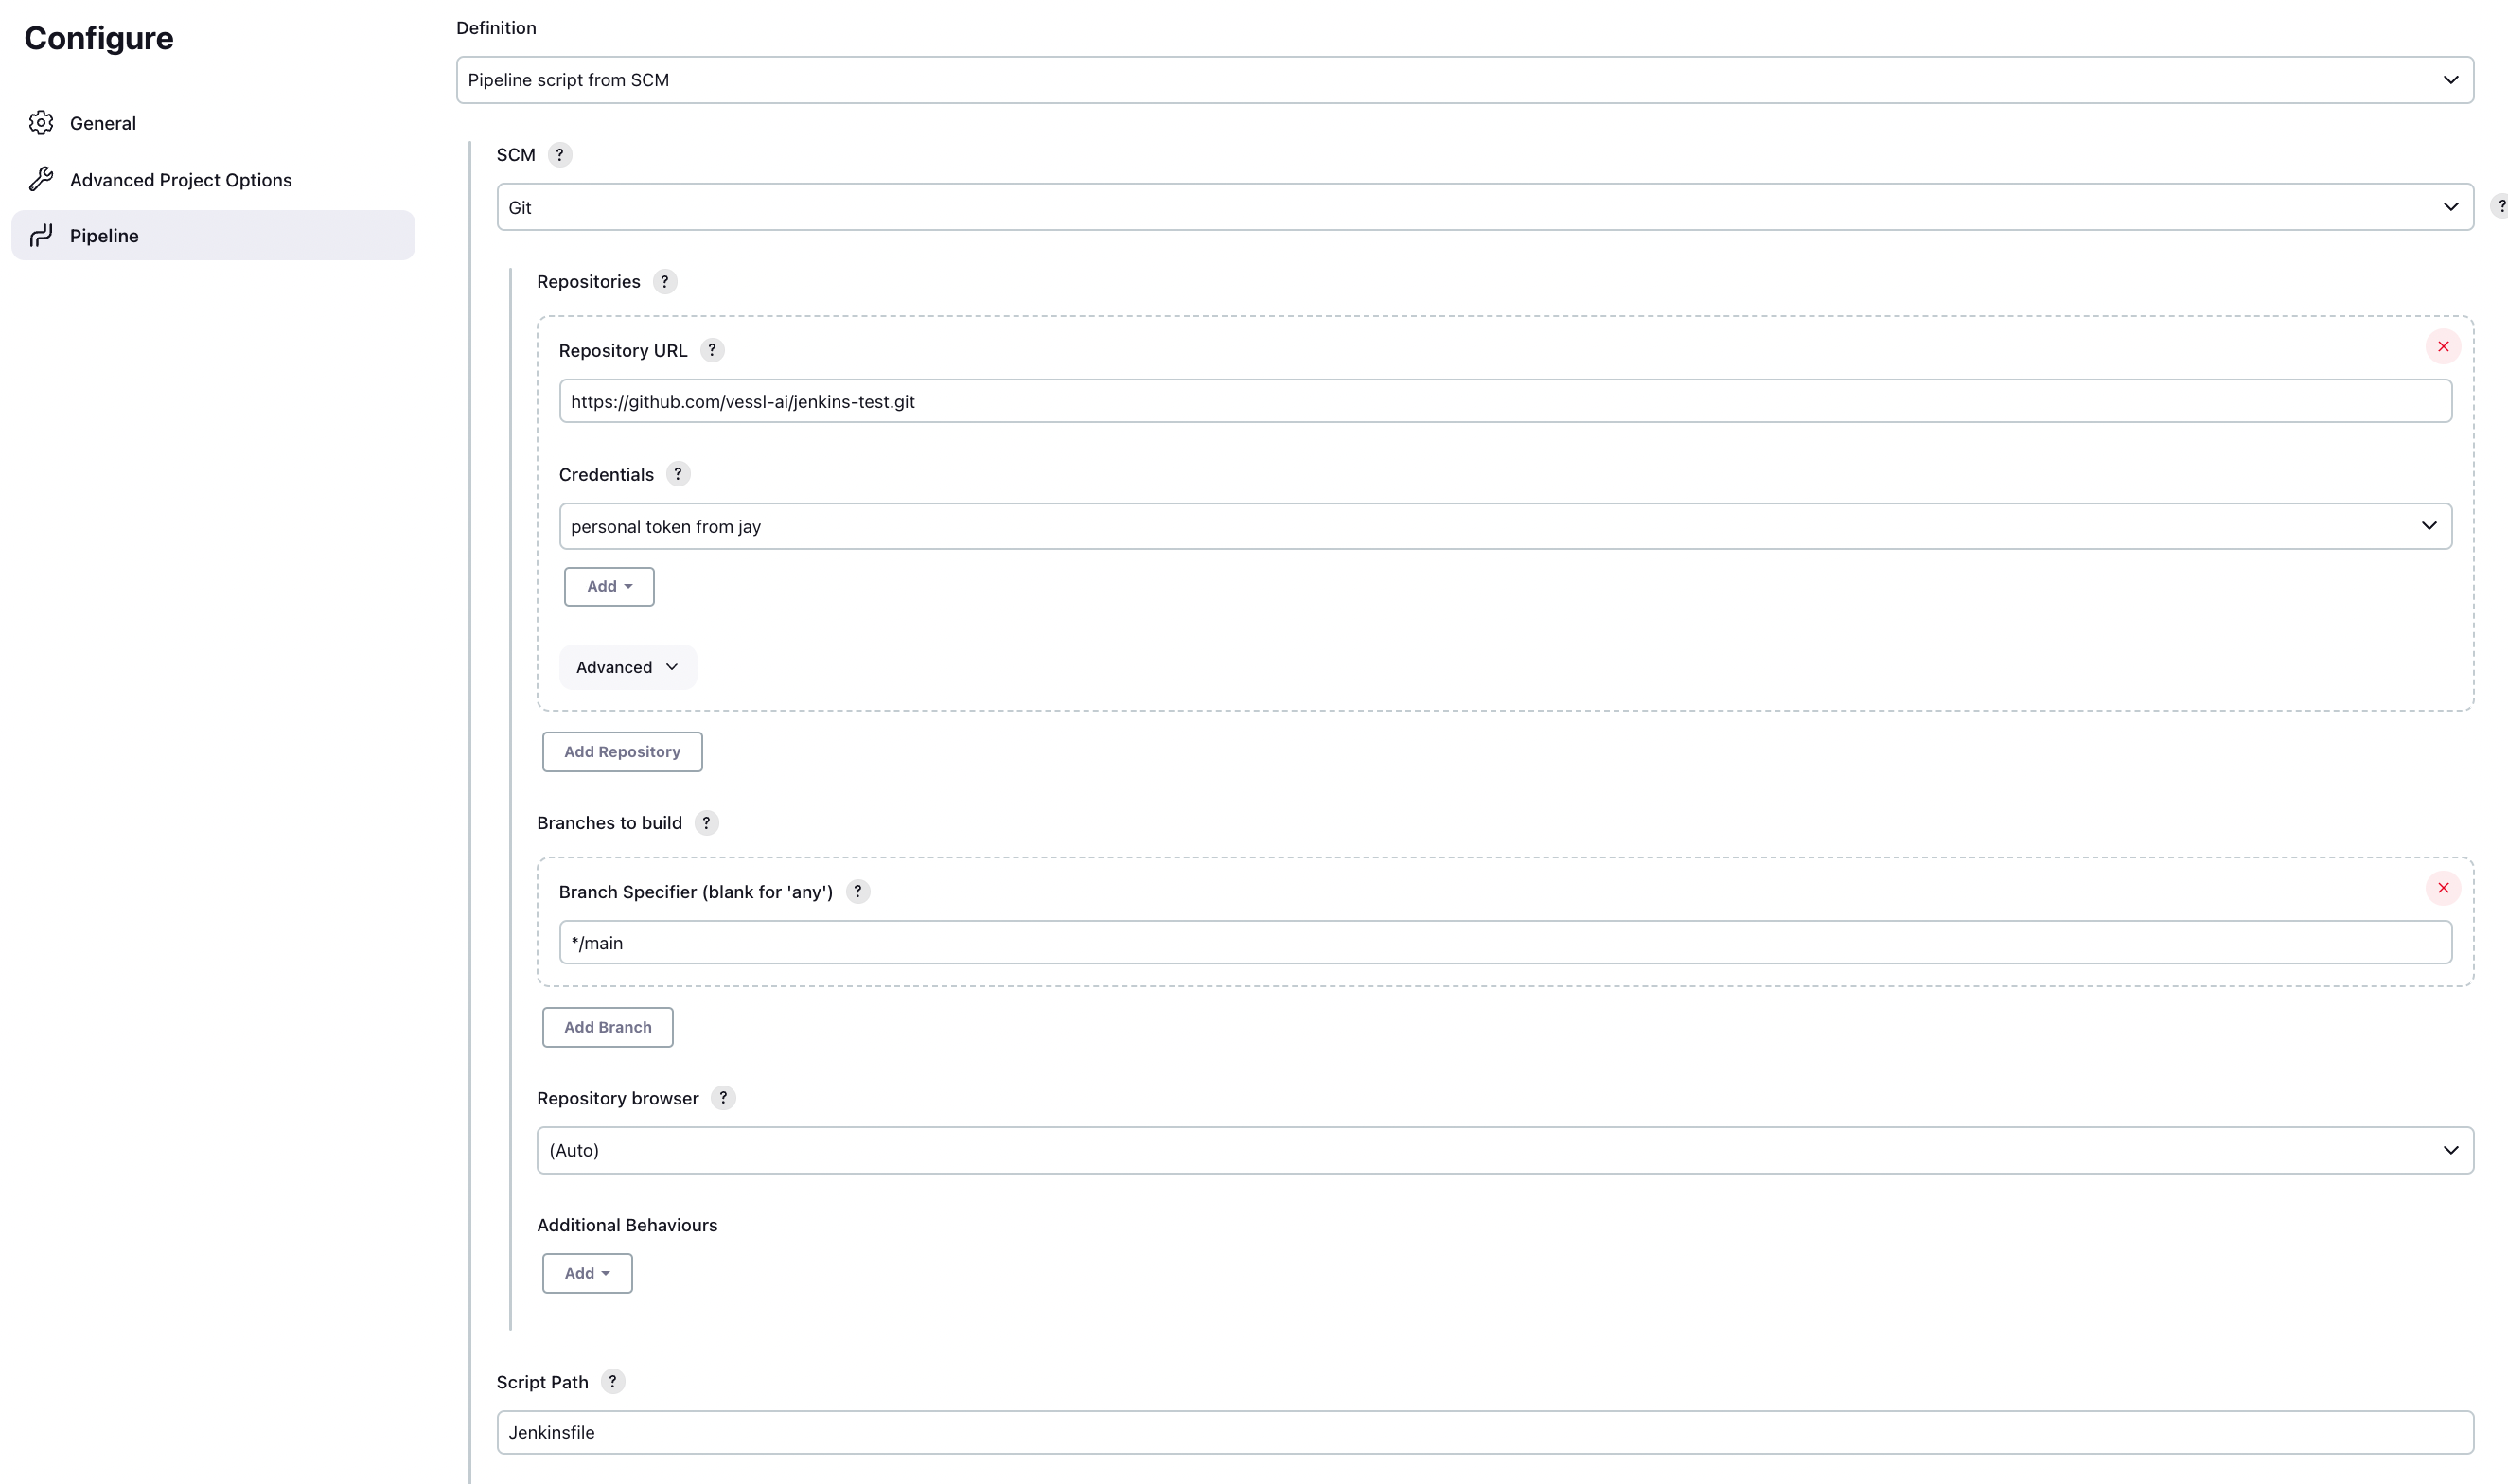 Configure
General
Advanced Project Options
Pipeline
Definition
Pipeline script from SCM
SCM ?
Git
?
Repositories ?
Repository URL ?
https://github.com/vessl-ai/jenkins-test.git
Credentials ?
personal token from jay
Add
Advanced
Add Repository
Branches to build ?
Branch Specifier (blank for 'any') ?
*/main
Add Branch
Repository browser ?
(Auto)
Additional Behaviours
Add
Script Path ?
Jenkinsfile